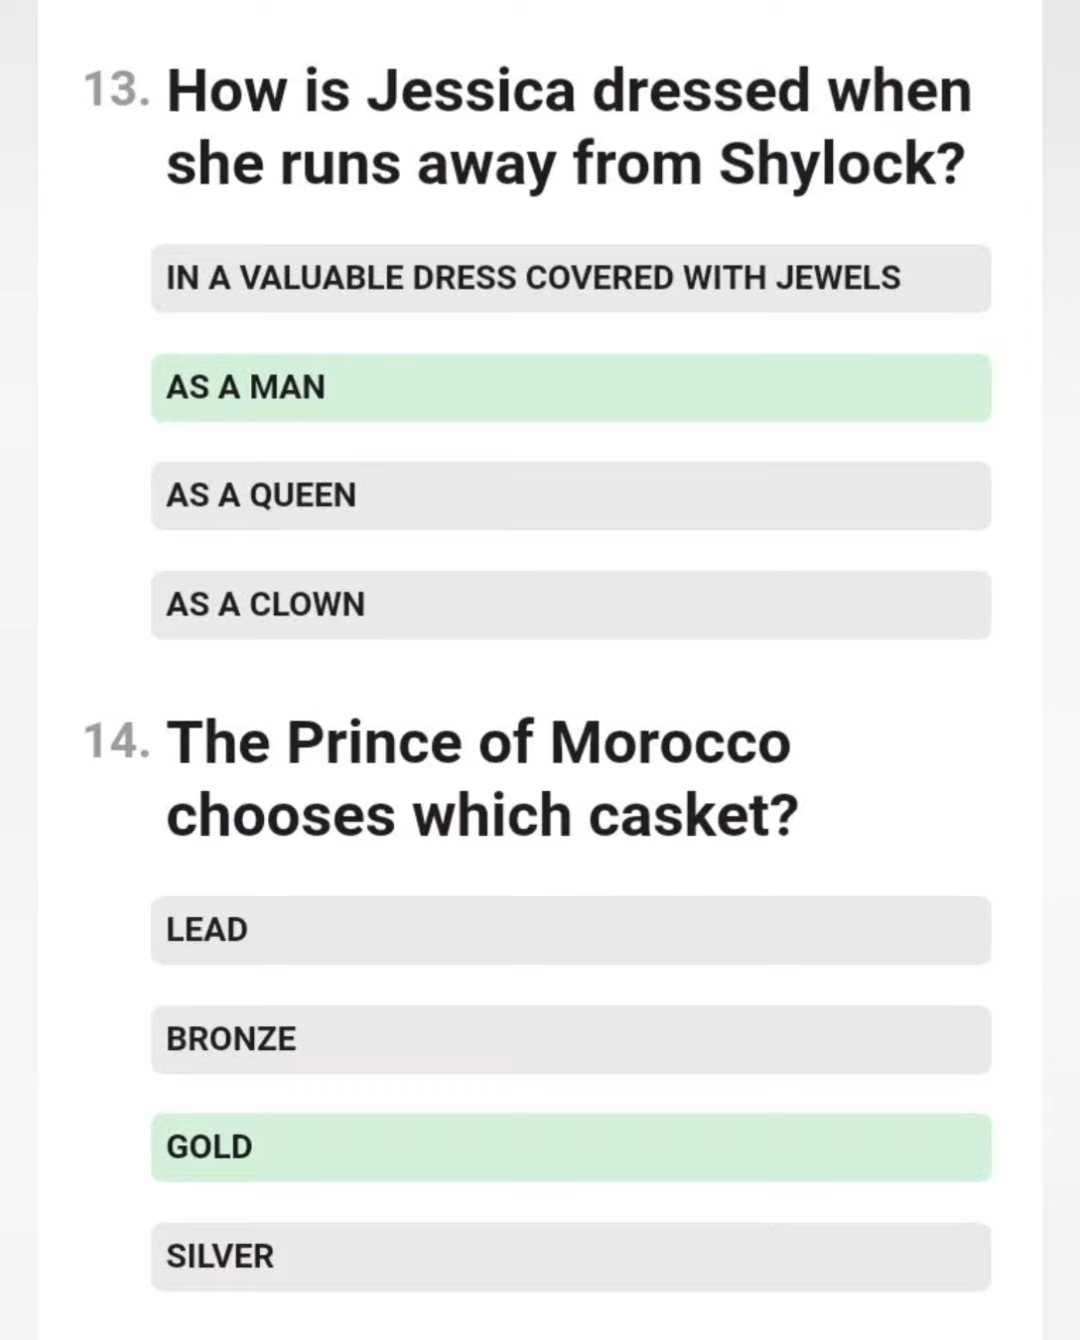 13. How is Jessica dressed when
she runs away from Shylock?
IN A VALUABLE DRESS COVERED WITH JEWELS
AS A MAN
AS A QUEEN
AS A CLOWN
14. The Prince of Morocco
chooses which casket?
LEAD
BRONZE
GOLD
SILVER